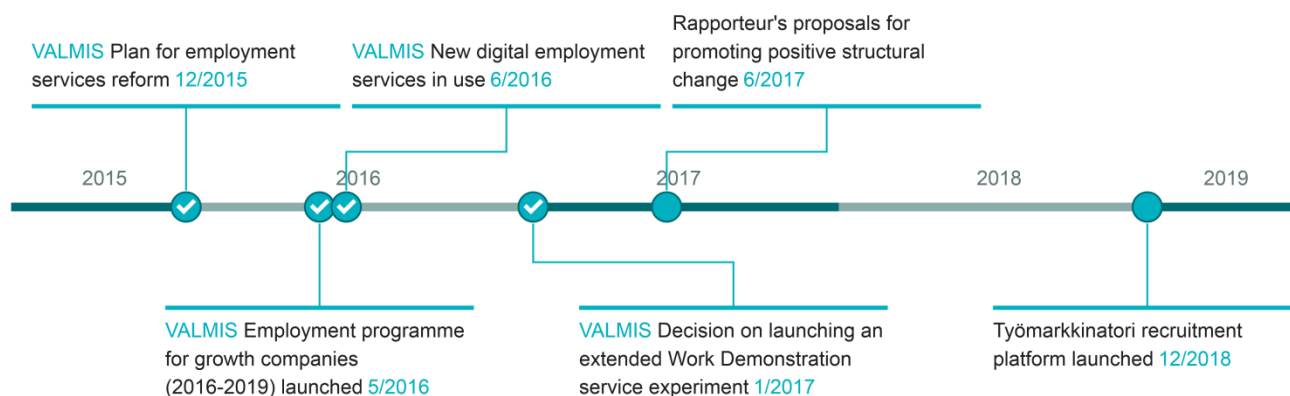 VALMIS Plan for employment
services reform 12/2015
VALMIS New digital employment
services in use 6/2016
Rapporteur's proposals for
promoting positive structural
change 6/2017
2015
2016
2017
2018
2019
VALMIS Employment programme
for growth companies
(2016-2019) launched 5/2016
VALMIS Decision on launching an
extended Work Demonstration
service experiment 1/2017
Työmarkkinatori recruitment
platform launched 12/2018